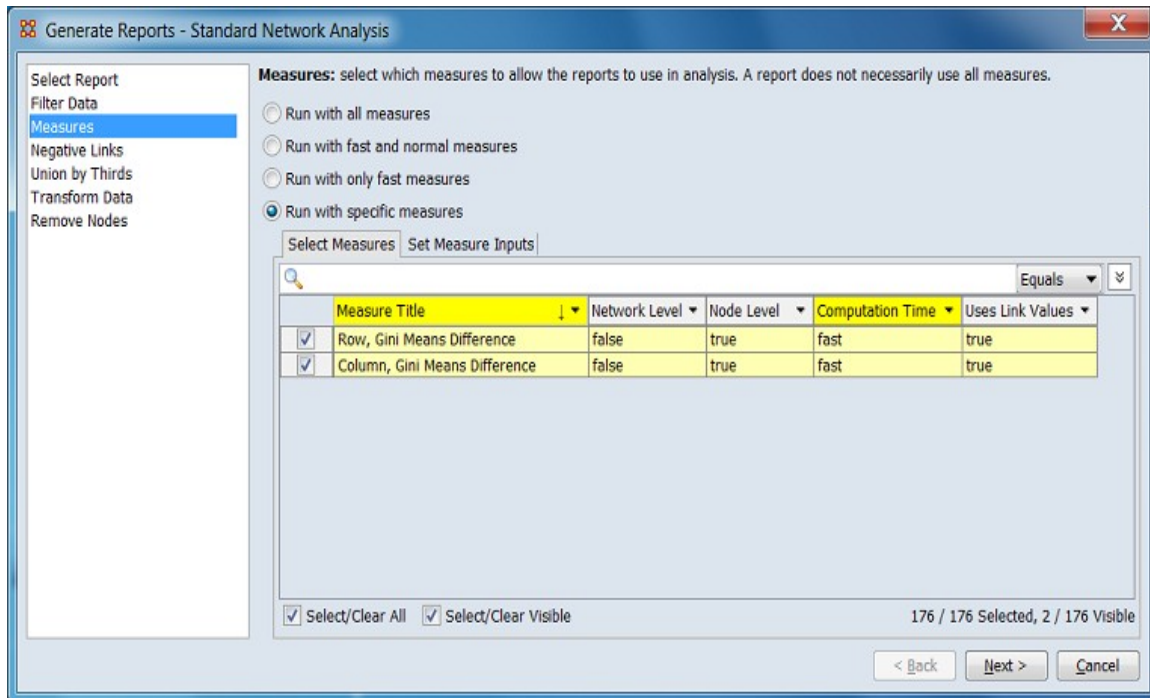 Generate Reports - Standard Network Analysis
X
Select Report
Filter Data
Measures
Negative Links
Union by Thirds
Transform Data
Remove Nodes
Measures: select which measures to allow the reports to use in analysis. A report does not necessarily use all measures.
Run with all measures
Run with fast and normal measures
Run with only fast measures
Run with specific measures
Select Measures Set Measure Inputs
Equals
Measure Title Network Level Node Level Computation Time Uses Link Values
Row, Gini Means Difference false true fast true
Column, Gini Means Difference false true fast true
Select/Clear All Select/Clear Visible 176 / 176 Selected, 2 / 176 Visible
< Back Next > Cancel